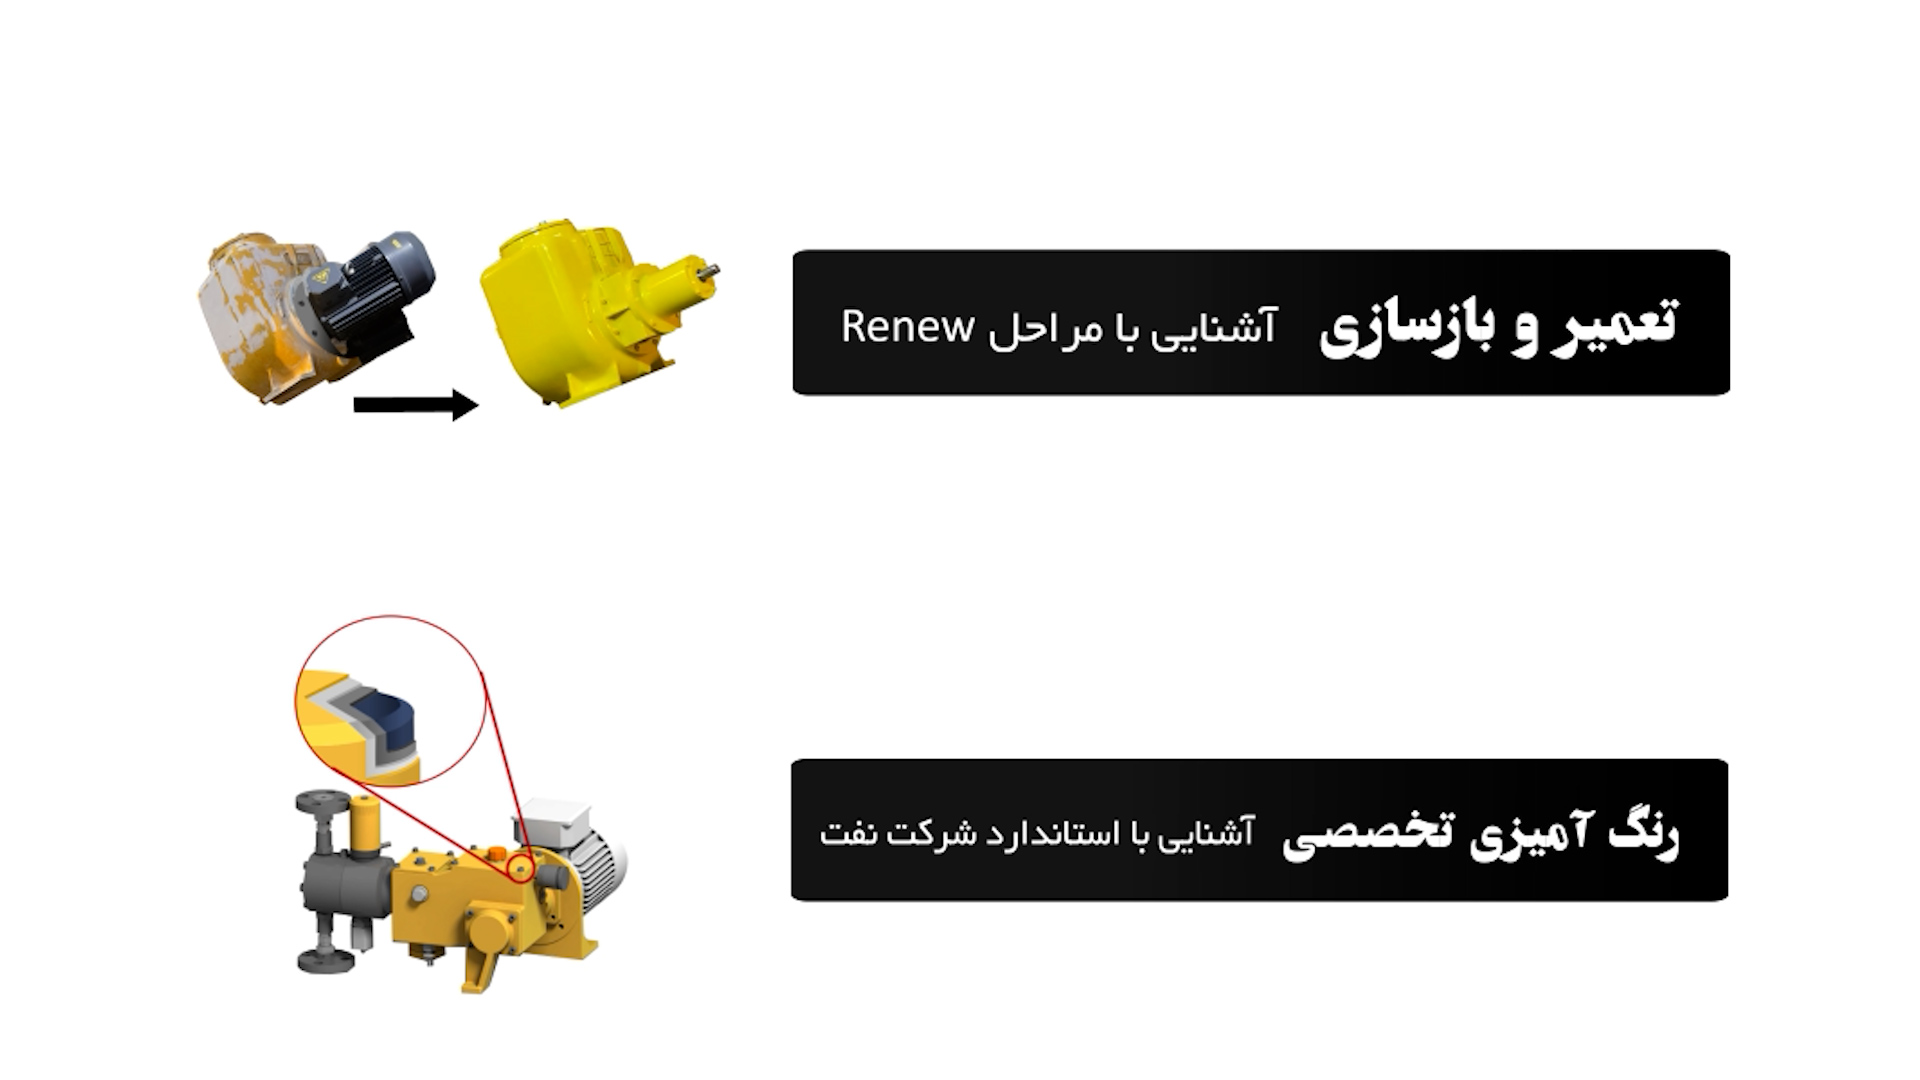 تعمیر و بازسازی آشنایی با مراحل Renew
رنگ آمیزی تخصصی آشنایی با استاندارد شرکت نفت